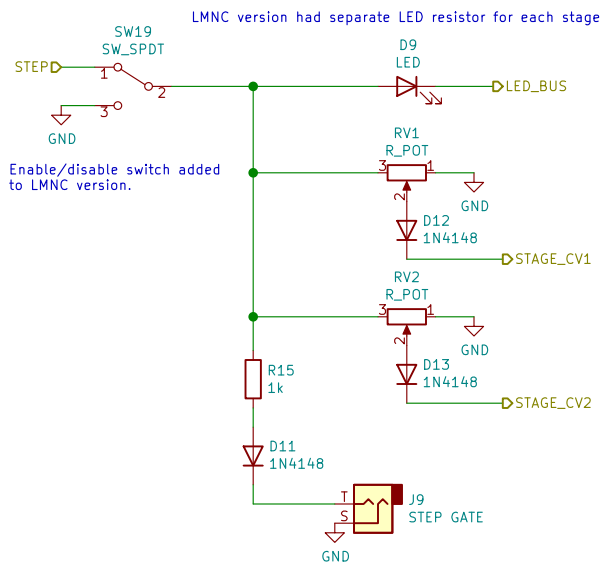 LMNC version had separate LED resistor for each stage
SW19
SW_SPDT
D9
LED
STEP
1
2
LED_BUS
3
GND
RV1
R_POT
Enable/disable switch added
to LMNC version.
3
1
2
GND
D12
1N4148
STAGE_CV1
RV2
R_POT
3
1
2
GND
R15
1k
D13
1N4148
STAGE_CV2
D11
1N4148
T
J9
S
STEP GATE
GND